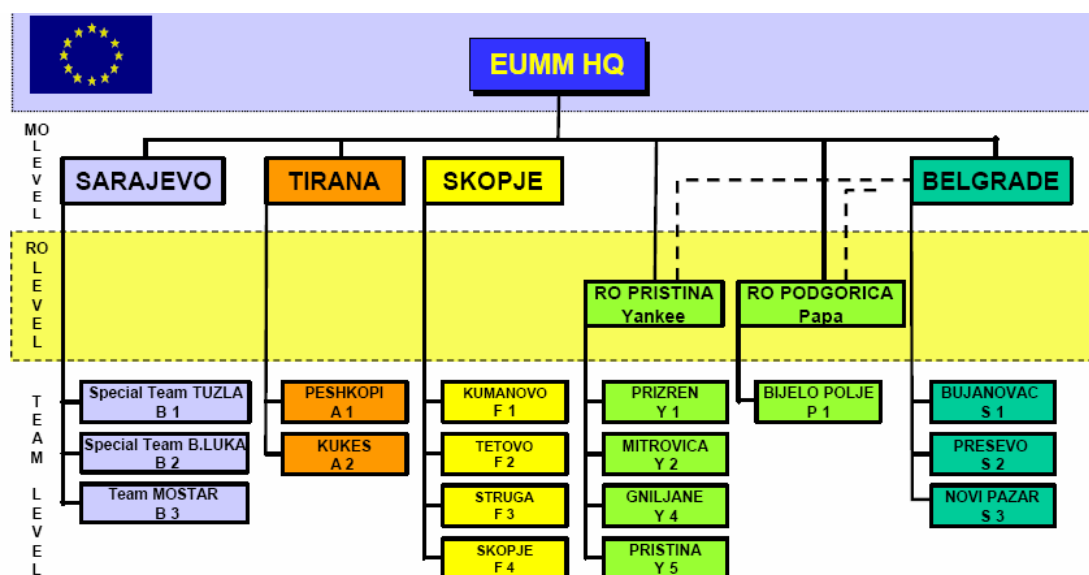 EUMM HQ
MO
L
E
V
E
L
SARAJEVO
TIRANA
SKOPJE
BELGRADE
RO
L
E
V
E
L
RO PRISTINA
Yankee
RO PODGORICA
Papa
T
E
A
M
L
E
V
E
L
Special Team TUZLA
B 1
Special Team B.LUKA
B 2
Team MOSTAR
B 3
PESHKOPI
A 1
KUKES
A 2
KUMANOVO
F 1
TETOVO
F 2
STRUGA
F 3
SKOPJE
F 4
PRIZREN
Y 1
MITROVICA
Y 2
GNILJANE
Y 4
PRISTINA
Y 5
BIJELO POLJE
P 1
BUJANOVAC
S 1
PRESEVO
S 2
NOVI PAZAR
S 3